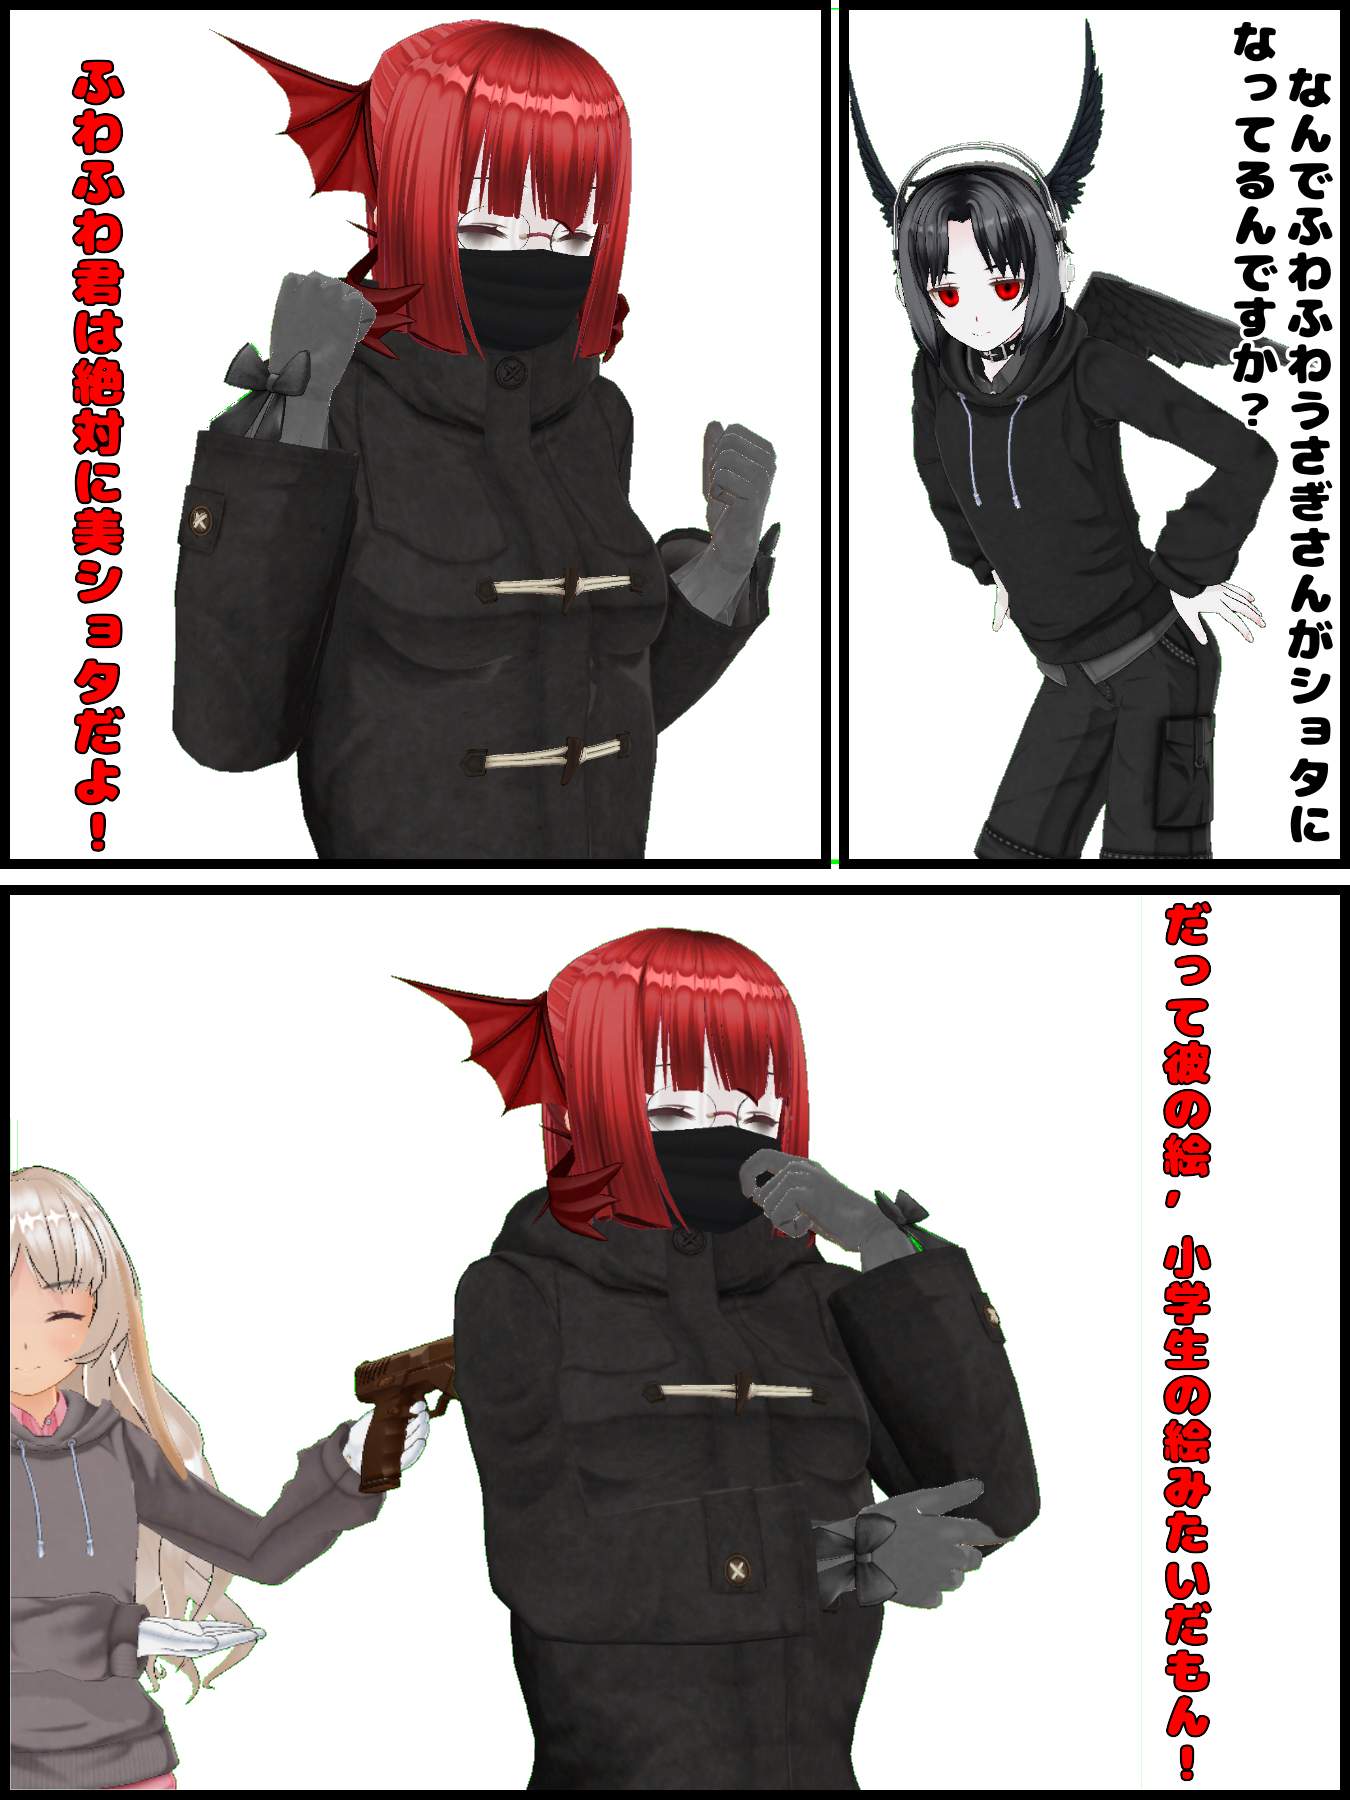 なんでふわふわうさぎさんがショタに
なってるんですか?
ふわふわ君は絶対に美ショタだよ!
だって彼の絵,小学生の絵みたいだもん!